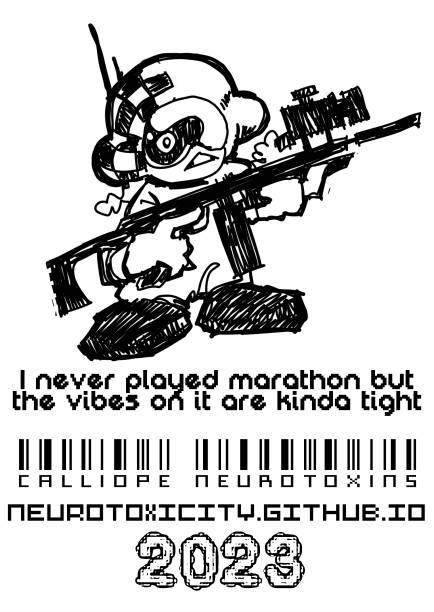 I never played marathon but
the vibes on it are kinda tight
CALLIOPE NEUROTOXINS
NEUROTOXICITY.GITHUB.IO
2023